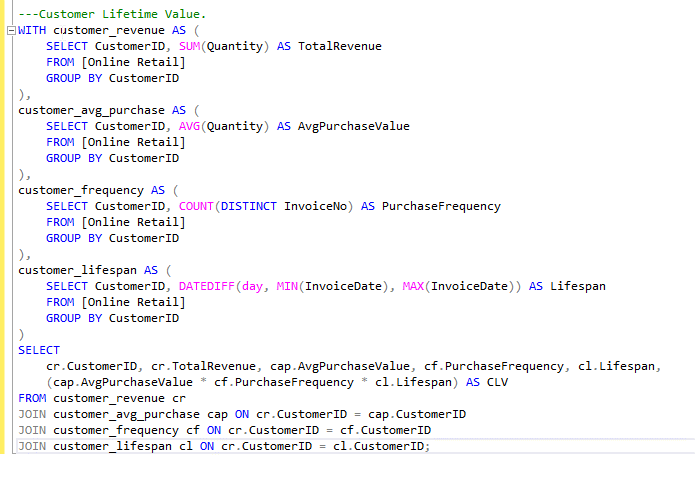 ---Customer Lifetime Value.
WITH customer_revenue AS (
    SELECT CustomerID, SUM(Quantity) AS TotalRevenue
    FROM [Online Retail]
    GROUP BY CustomerID
),
customer_avg_purchase AS (
    SELECT CustomerID, AVG(Quantity) AS AvgPurchaseValue
    FROM [Online Retail]
    GROUP BY CustomerID
),
customer_frequency AS (
    SELECT CustomerID, COUNT(DISTINCT InvoiceNo) AS PurchaseFrequency
    FROM [Online Retail]
    GROUP BY CustomerID
),
customer_lifespan AS (
    SELECT CustomerID, DATEDIFF(day, MIN(InvoiceDate), MAX(InvoiceDate)) AS Lifespan
    FROM [Online Retail]
    GROUP BY CustomerID
)
SELECT
    cr.CustomerID, cr.TotalRevenue, cap.AvgPurchaseValue, cf.PurchaseFrequency, cl.Lifespan,
    (cap.AvgPurchaseValue * cf.PurchaseFrequency * cl.Lifespan) AS CLV
FROM customer_revenue cr
JOIN customer_avg_purchase cap ON cr.CustomerID = cap.CustomerID
JOIN customer_frequency cf ON cr.CustomerID = cf.CustomerID
JOIN customer_lifespan cl ON cr.CustomerID = cl.CustomerID;